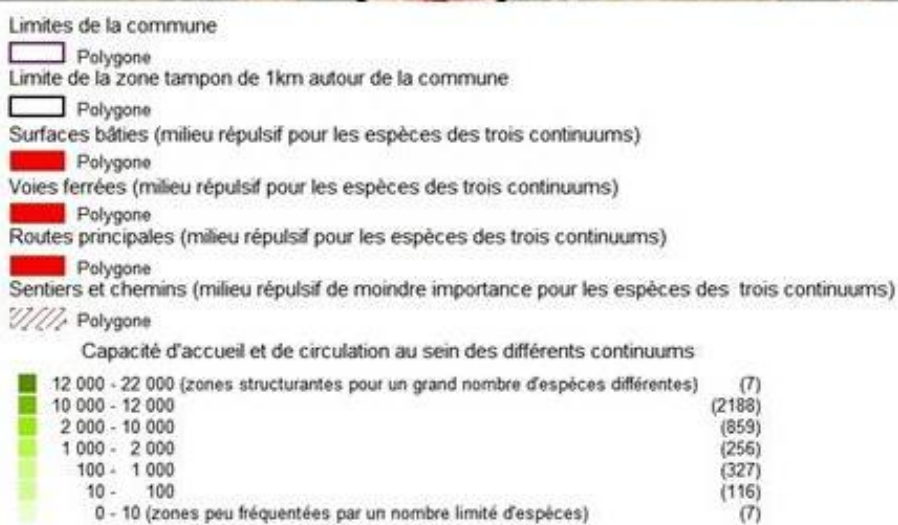 Limites de la commune
Polygone
Limite de la zone tampon de 1km autour de la commune
Polygone
Surfaces bâties (milieu répulsif pour les espèces des trois continuums)
Polygone
Voies ferrées (milieu répulsif pour les espèces des trois continuums)
Polygone
Routes principales (milieu répulsif pour les espèces des trois continuums)
Polygone
Sentiers et chemins (milieu répulsif de moindre importance pour les espèces des trois continuums)
Polygone
Capacité d'accueil et de circulation au sein des différents continuums
12 000 - 22 000 (zones structurantes pour un grand nombre d'espèces différentes) (7)
10 000 - 12 000 (2188)
2 000 - 10 000 (859)
1 000 - 2 000 (256)
100 - 1 000 (327)
10 - 100 (116)
0 - 10 (zones peu fréquentées par un nombre limité d'espèces) (7)